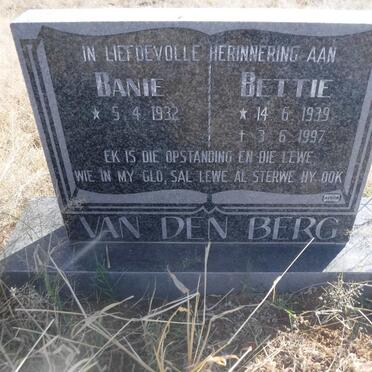 IN LIEFDEVOLLE HERINNERING AAN
BANIE
* 5.4.1932
BETTIE
* 14.6.1939
† 3.6.1997
EK IS DIE OPSTANDING EN DIE LEWE
WIE IN MY GLO, SAL LEWE AL STERWE HY OOK
VAN DEN BERG